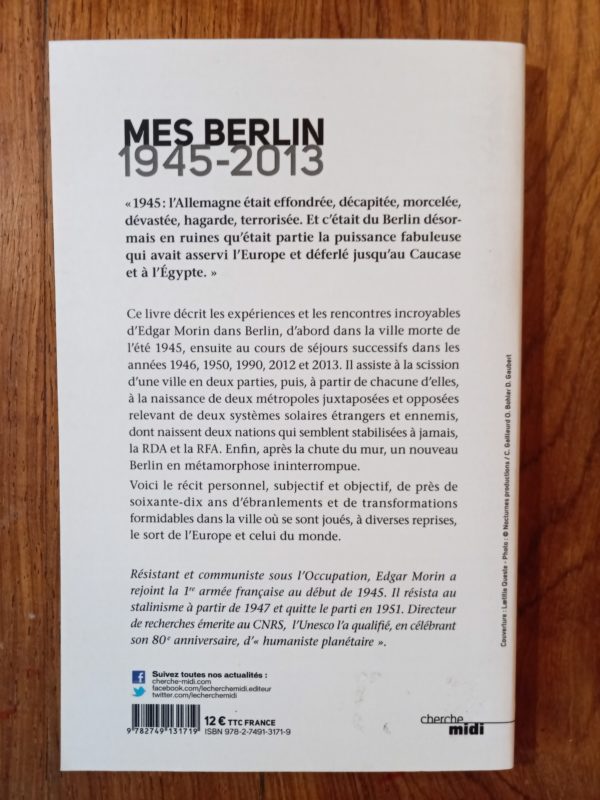 MES BERLIN
1945-2013
« 1945 : l'Allemagne était effondrée, décapitée, morcelée,
dévastée, hagarde, terrorisée. Et c'était du Berlin désor-
mais en ruines qu'était partie la puissance fabuleuse
qui avait asservi l'Europe et déferlé jusqu'au Caucase
et à l'Égypte. »
Ce livre décrit les expériences et les rencontres incroyables
d'Edgar Morin dans Berlin, d'abord dans la ville morte de
l'été 1945, ensuite au cours de séjours successifs dans les
années 1946, 1950, 1990, 2012 et 2013. Il assiste à la scission
d'une ville en deux parties, puis, à partir de chacune d'elles,
à la naissance de deux métropoles juxtaposées et opposées
relevant de deux systèmes solaires étrangers et ennemis,
dont naissent deux nations qui semblent stabilisées à jamais,
la RDA et la RFA. Enfin, après la chute du mur, un nouveau
Berlin en métamorphose ininterrompue.
Voici le récit personnel, subjectif et objectif, de près de
soixante-dix ans d'ébranlements et de transformations
formidables dans la ville où se sont joués, à diverses reprises,
le sort de l'Europe et celui du monde.
Résistant et communiste sous l'Occupation, Edgar Morin a
rejoint la 1re armée française au début de 1945. Il résista au
stalinisme à partir de 1947 et quitte le parti en 1951. Directeur
de recherches émérite au CNRS, l'Unesco l'a qualifié, en célébrant
son 80e anniversaire, d'« humaniste planétaire ».
Suivez toutes nos actualités :
cherche-midi.com
facebook.com/lecherchemidi.editeur
twitter.com/lecherchemidi
12 € TTC FRANCE
ISBN 978-2-7491-3171-9
9 782749 131719
cherche
midi
Couverture : Lætitia Queste - Photo : © Nocturnes productions / C. Gaillaurd O. Bohler D. Gaubert